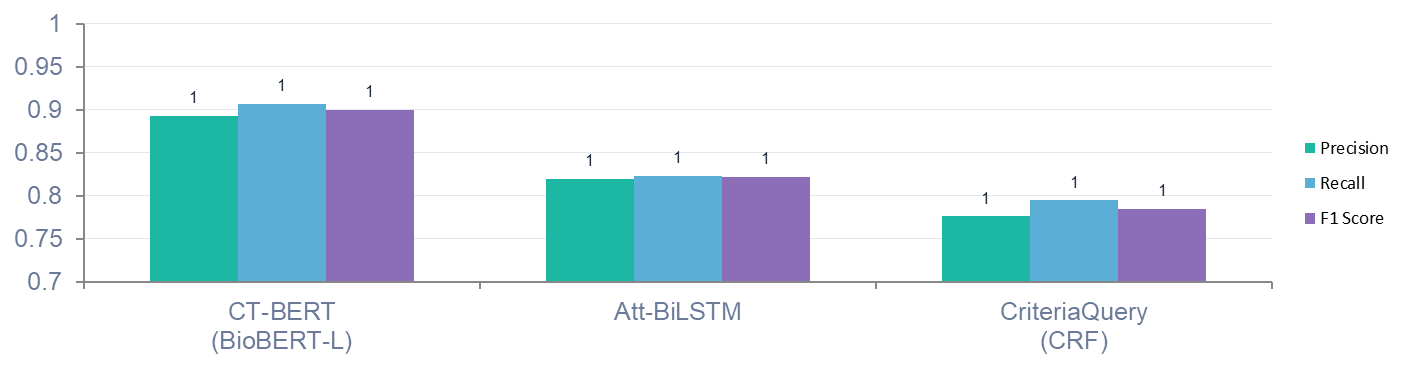 1
0.95
0.9
0.85
0.8
0.75
0.7
1
1
1
1
1
1
1
1
1
CT-BERT
(BioBERT-L)
Att-BiLSTM
CriteriaQuery
(CRF)
Precision
Recall
F1 Score